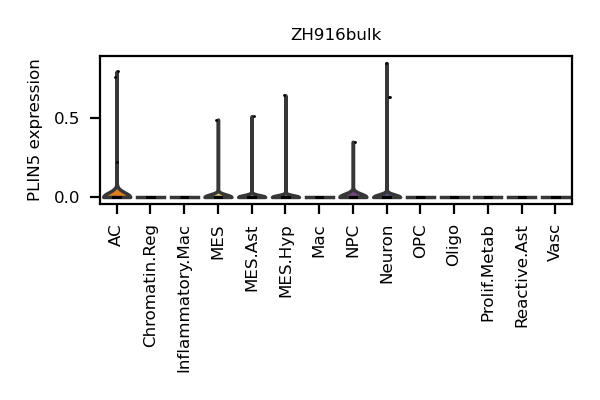 ZH916bulk
PLIN5 expression
0.5
0.0
AC
Chromatin.Reg
Inflammatory.Mac
MES
MES.Ast
MES.Hyp
Mac
NPC
Neuron
OPC
Oligo
Prolif.Metab
Reactive.Ast
Vasc